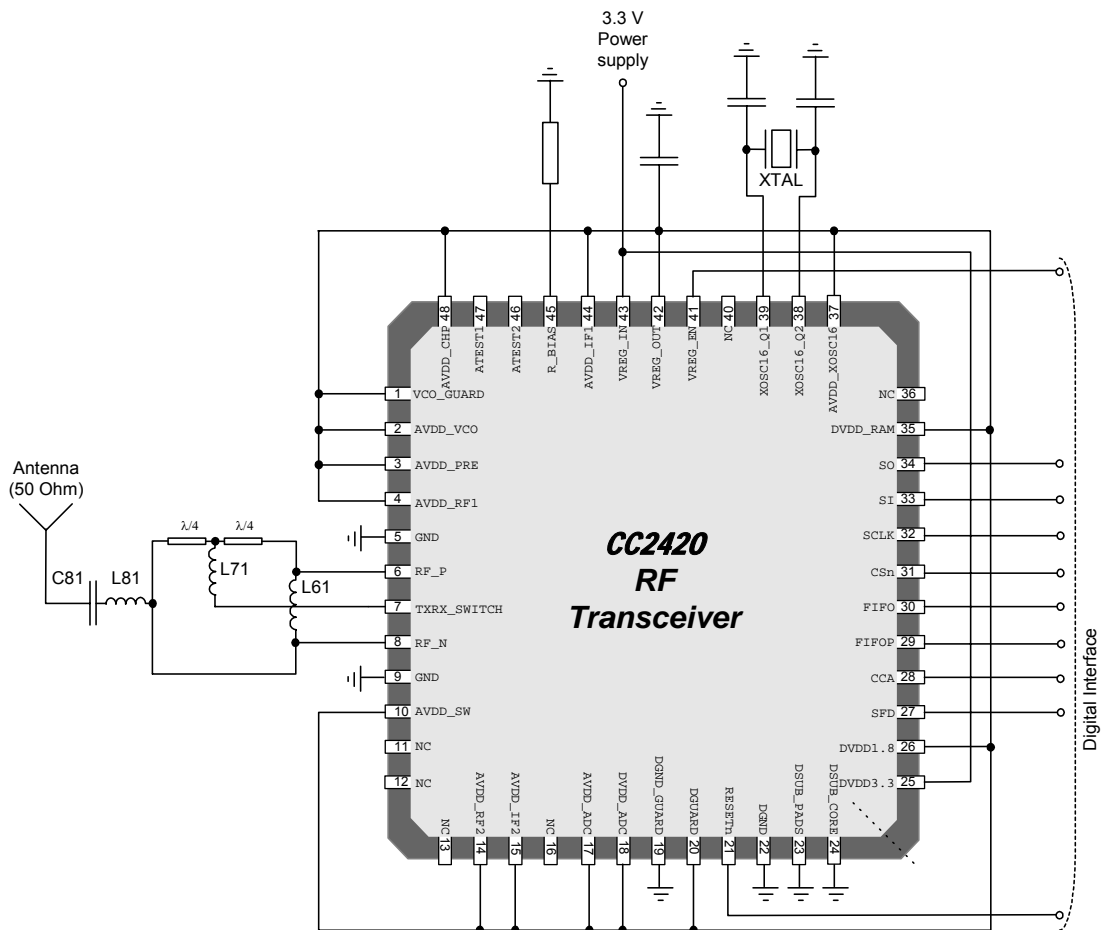 3.3 V
Power
supply
XTAL
AVDD_CHP 48
ATEST1 47
ATEST2 46
R_BIAS 45
AVDD_IF1 44
VREG_IN 43
VREG_OUT 42
VREG_EN 41
NC 40
XOSC16_Q1 39
XOSC16_Q2 38
AVDD_XOSC16 37
1 VCO_GUARD
2 AVDD_VCO
3 AVDD_PRE
4 AVDD_RF1
5 GND
6 RF_P
7 TXRX_SWITCH
8 RF_N
9 GND
10 AVDD_SW
11 NC
12 NC
Antenna
(50 Ohm)
λ/4
λ/4
C81
L81
L71
L61
CC2420
RF
Transceiver
NC 36
DVDD_RAM 35
SO 34
SI 33
SCLK 32
CSn 31
FIFO 30
FIFOP 29
CCA 28
SFD 27
DVDD1.8 26
DVDD3.3 25
Digital Interface
NC 13
AVDD_RF2 14
AVDD_IF2 15
NC 16
AVDD_ADC 17
DVDD_ADC 18
DGND_GUARD 19
DGUARD 20
RESETn 21
DGND 22
DSUB_PADS 23
DSUB_CORE 24